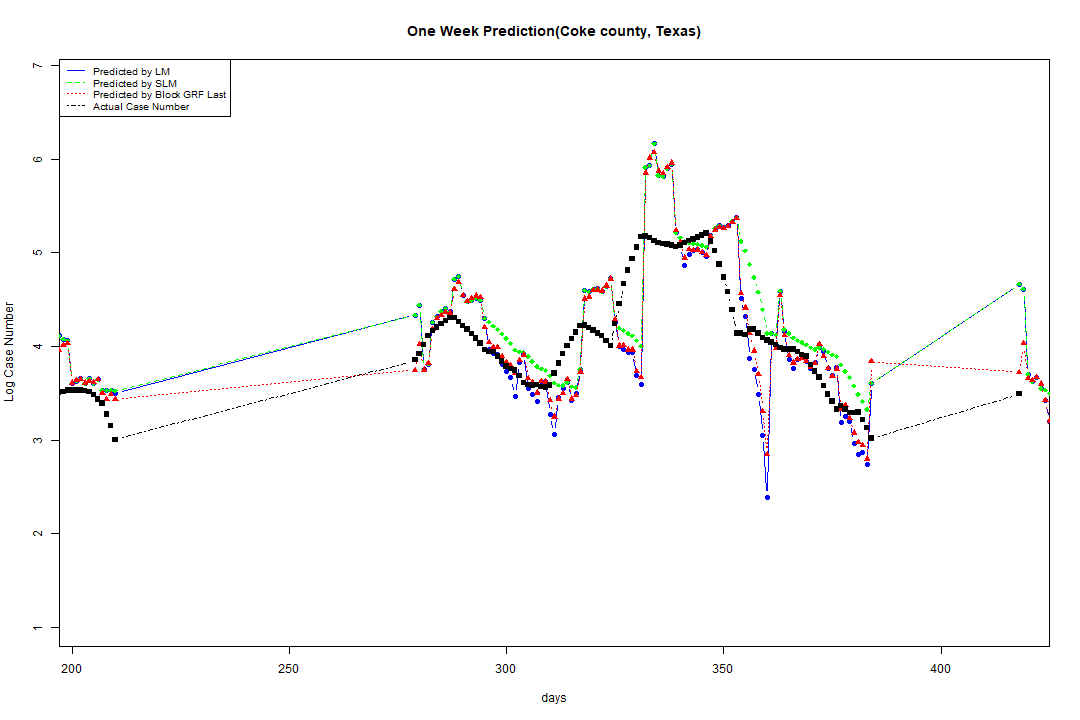 One Week Prediction(Coke county, Texas)
Predicted by LM
Predicted by SLM
Predicted by Block GRF Last
Actual Case Number
Log Case Number
7
6
5
4
3
2
1
200 250 300 350 400
days